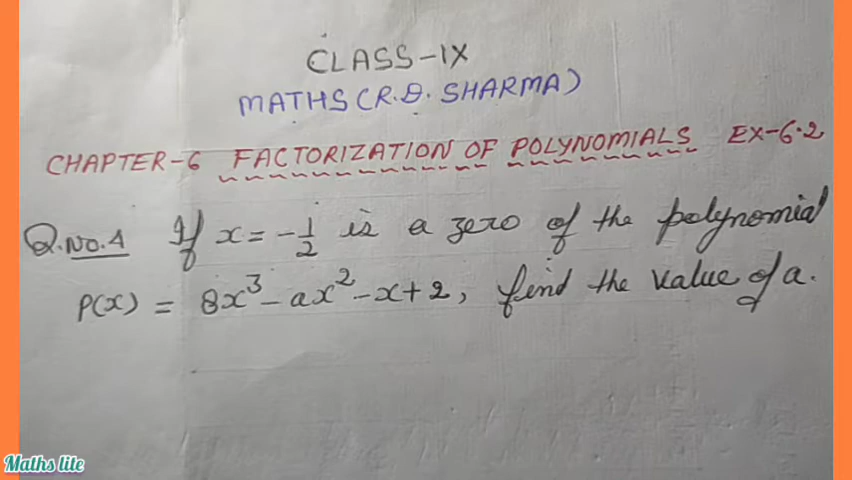 CLASS-IX
MATHS (R.D. SHARMA)
CHAPTER-6 FACTORIZATION OF POLYNOMIALS EX-6.2
Q.NO.4 If x = -1/2 is a zero of the polynomial
P(x) = 8x³ - ax² - x + 2, find the value of a.
Maths lite